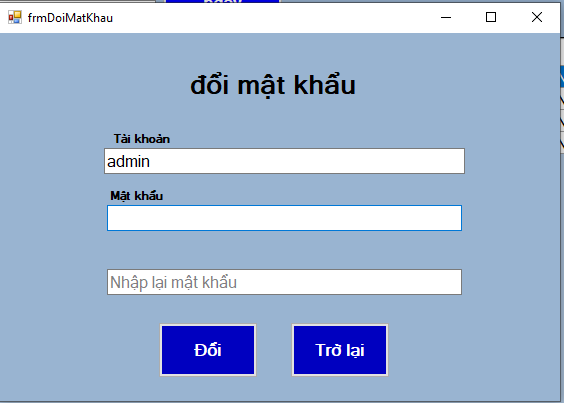 frmDoiMatKhau
đổi mật khẩu
Tài khoản
admin
Mật khẩu
Nhập lại mật khẩu
Đổi
Trở lại